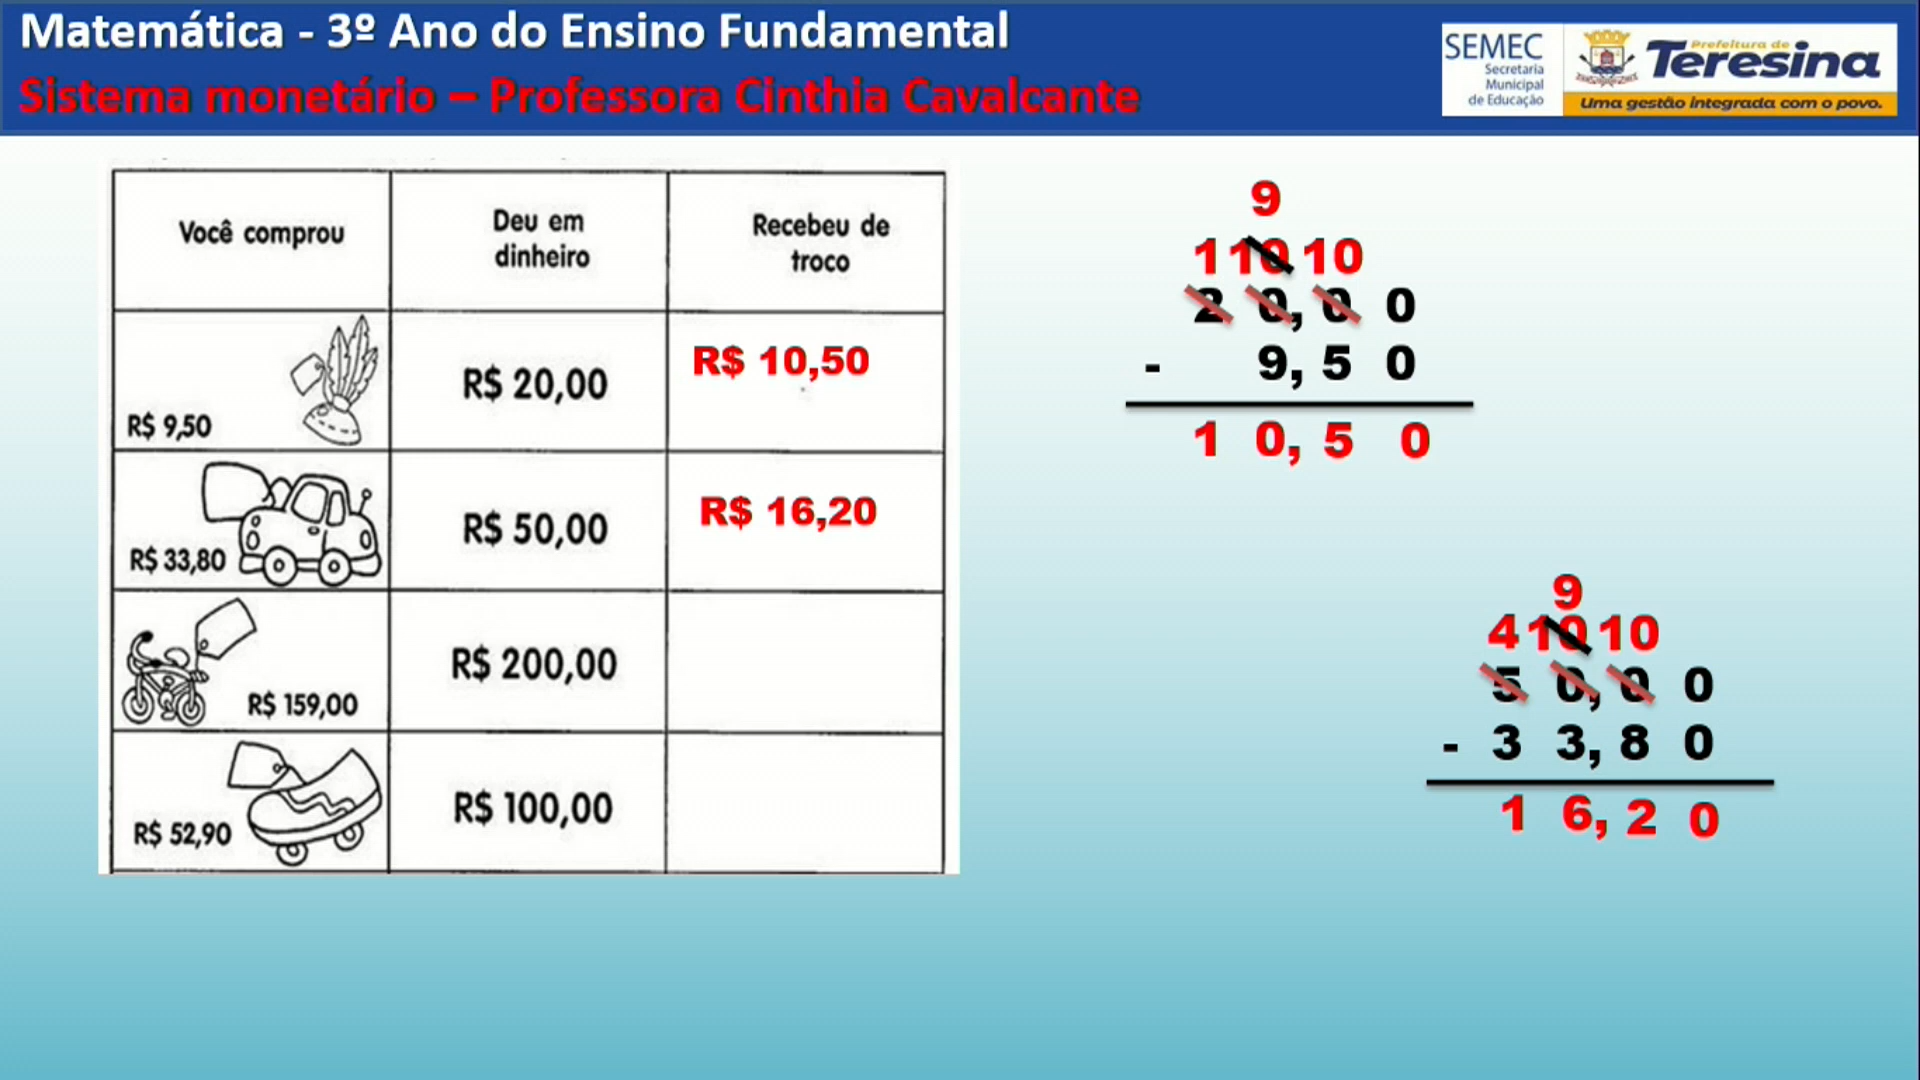 Matemática - 3º Ano do Ensino Fundamental
Sistema monetário – Professora Cinthia Cavalcante
SEMEC
Secretaria
Municipal
de Educação
Prefeitura de
Teresina
Uma gestão integrada com o povo.
Você comprou
Deu em
dinheiro
Recebeu de
troco
R$ 9,50
R$ 20,00
R$ 10,50
R$ 33,80
R$ 50,00
R$ 16,20
R$ 159,00
R$ 200,00
R$ 52,90
R$ 100,00
9
1 10 10
2 0, 0 0
- 9, 5 0
1 0, 5 0
9
4 10 10
5 0, 0 0
- 3 3, 8 0
1 6, 2 0